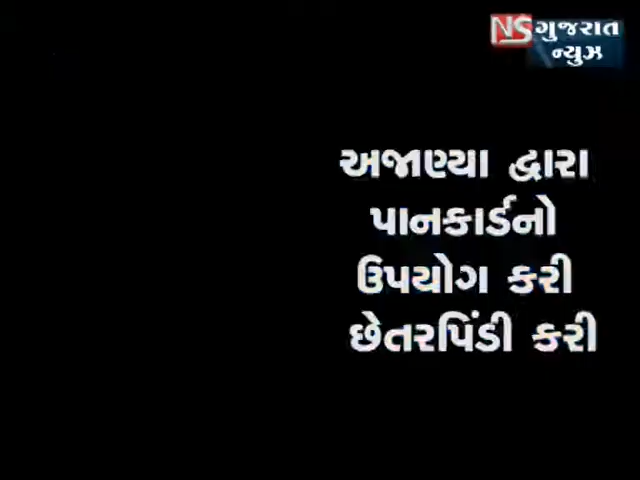 NS ગુજરાત
ન્યુઝ
અજાણ્યા દ્વારા
પાનકાર્ડનો
ઉપયોગ કરી
છેતરપિંડી કરી